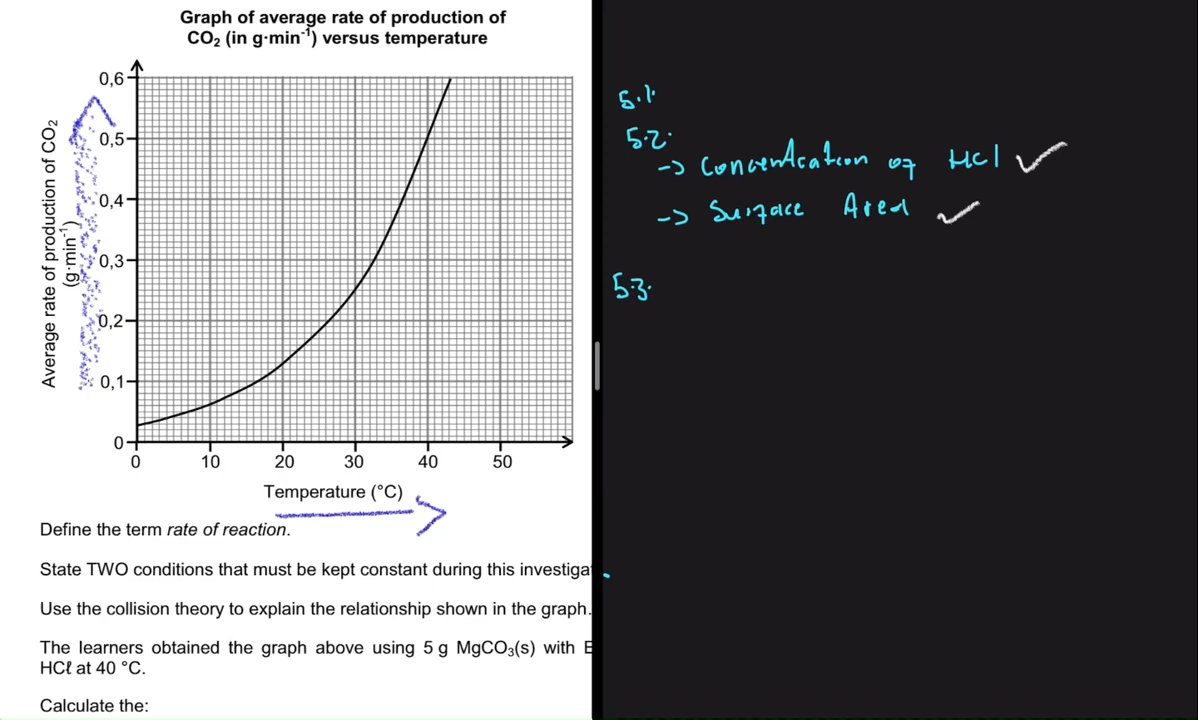 Graph of average rate of production of
CO₂ (in g·min⁻¹) versus temperature
Average rate of production of CO₂
(g·min⁻¹)
0,6
0,5
0,4
0,3
0,2
0,1
0
0 10 20 30 40 50
Temperature (°C)
Define the term rate of reaction.
State TWO conditions that must be kept constant during this investiga
Use the collision theory to explain the relationship shown in the graph.
The learners obtained the graph above using 5 g MgCO₃(s) with E
HCℓ at 40 °C.
Calculate the:
5.1.
5.2.
→ Concentration of HCl ✓
→ Surface Area ✓
5.3.